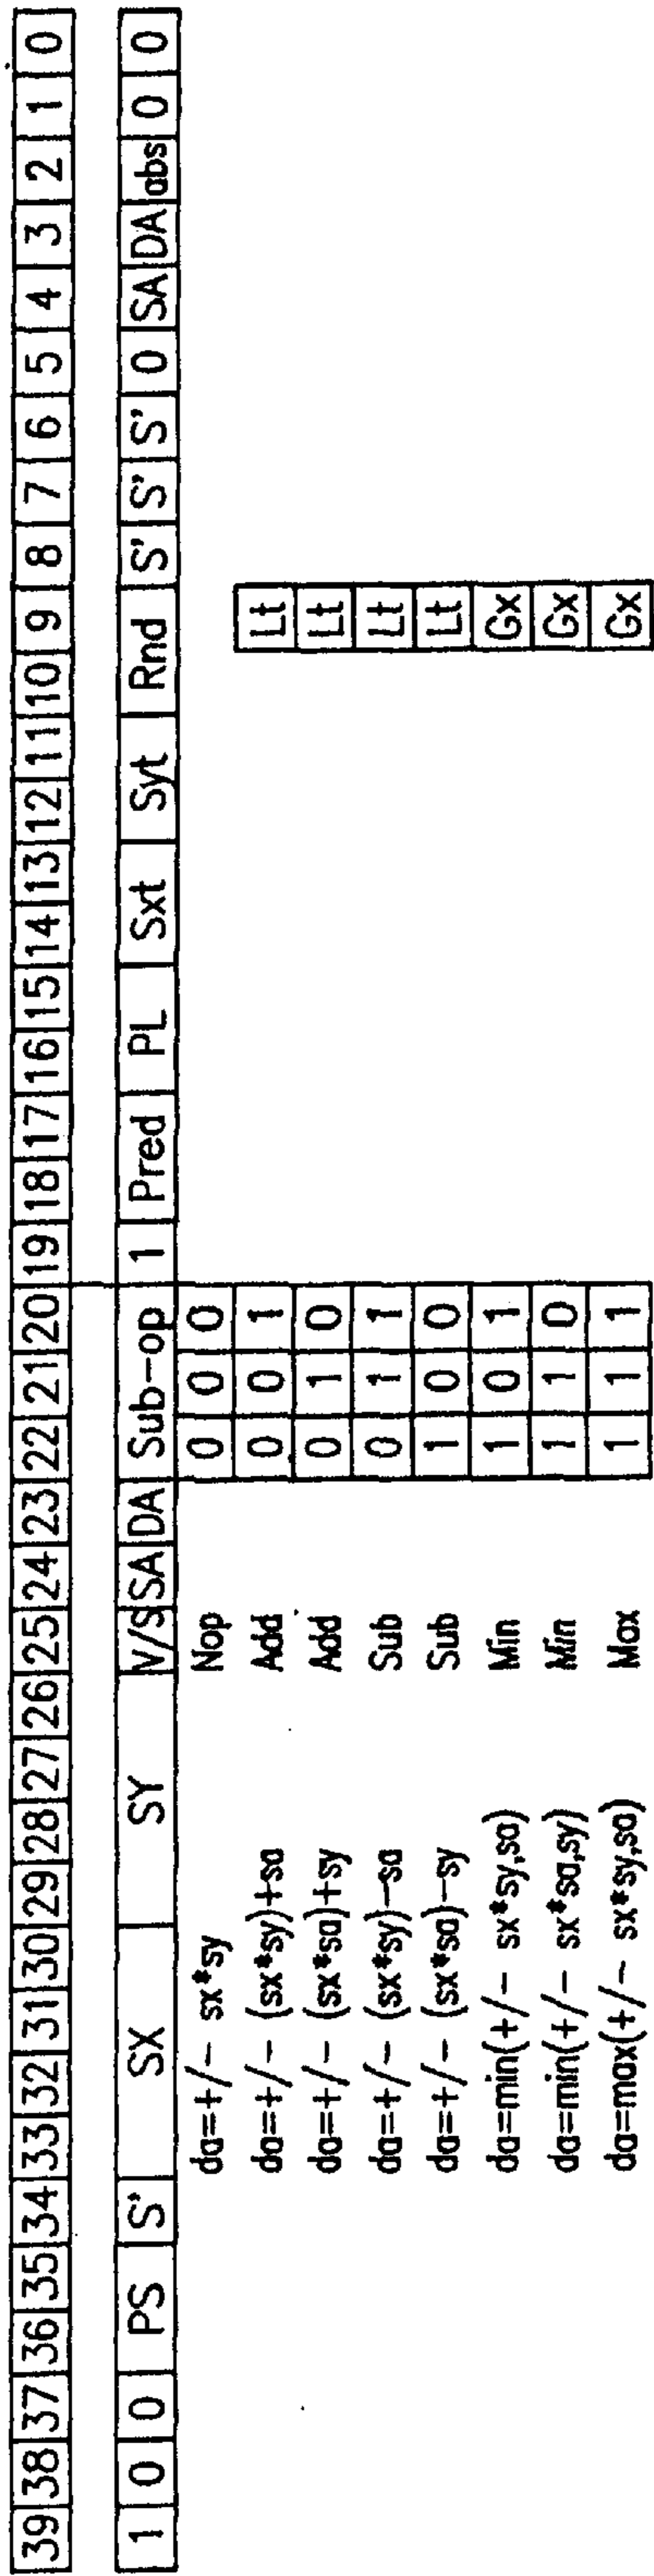 39 38 37 36 35 34 33 32 31 30 29 28 27 26 25 24 23 22 21 20 19 18 17 16 15 14 13 12 11 10 9 8 7 6 5 4 3 2 1 0
1 0 0 PS S' SX SY V/S SA DA Sub-op 1 Pred PL Sxt Syt Rnd S' S' S' 0 SA DA abs 0 0
da=+/- sx*sy Nop 0 0 0
da=+/- (sx*sy)+sa Add 0 0 1 Lt
da=+/- (sx*sa)+sy Add 0 1 0 Lt
da=+/- (sx*sy)-sa Sub 0 1 1 Lt
da=+/- (sx*sa)-sy Sub 1 0 0 Lt
da=min(+/- sx*sy,sa) Min 1 0 1 Gx
da=min(+/- sx*sa,sy) Min 1 1 0 Gx
da=max(+/- sx*sy,sa) Max 1 1 1 Gx